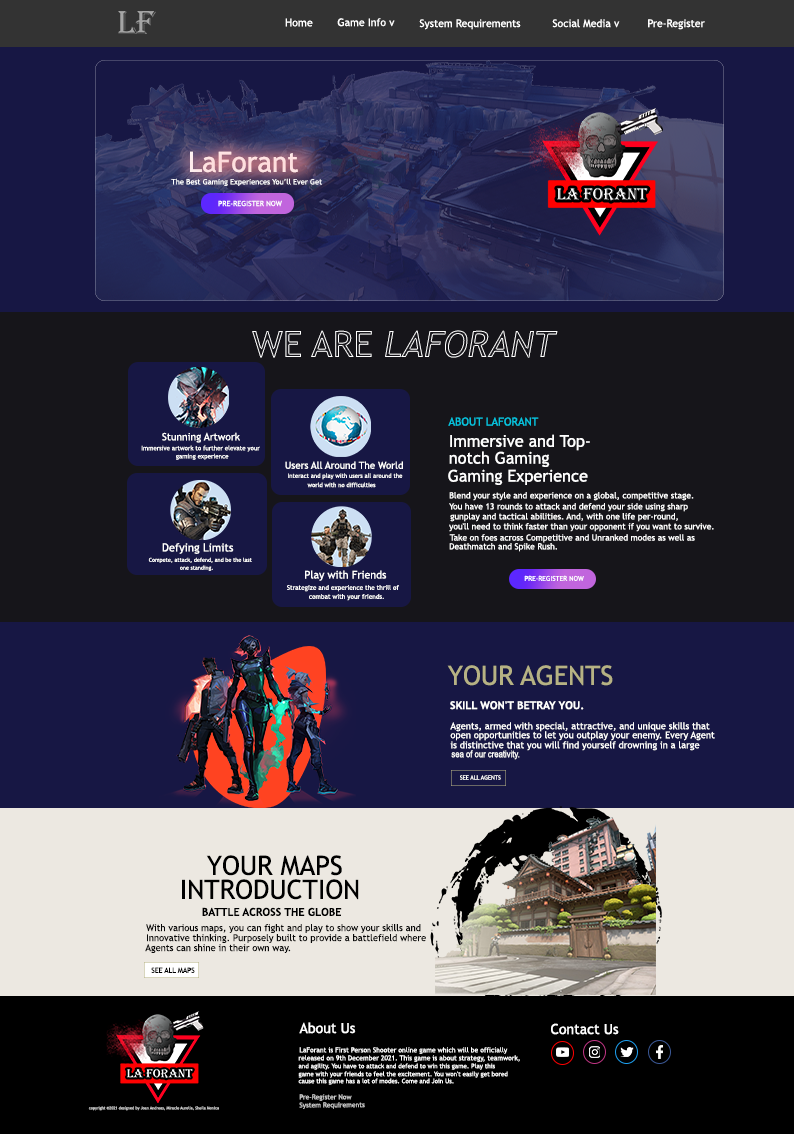 LF
Home
Game Info v
System Requirements
Social Media v
Pre-Register
LaForant
The Best Gaming Experiences You'll Ever Get
PRE-REGISTER NOW
LA FORANT
WE ARE LAFORANT
Stunning Artwork
Immersive artwork to further elevate your
gaming experience
Users All Around The World
Interact and play with users all around the
world with no difficulties
Defying Limits
Compete, attack, defend, and be the last
one standing.
Play with Friends
Strategize and experience the thrill of
combat with your friends.
ABOUT LAFORANT
Immersive and Top-
notch Gaming
Gaming Experience
Blend your style and experience on a global, competitive stage.
You have 13 rounds to attack and defend your side using sharp
gunplay and tactical abilities. And, with one life per-round,
you'll need to think faster than your opponent if you want to survive.
Take on foes across Competitive and Unranked modes as well as
Deathmatch and Spike Rush.
PRE-REGISTER NOW
YOUR AGENTS
SKILL WON'T BETRAY YOU.
Agents, armed with special, attractive, and unique skills that
open opportunities to let you outplay your enemy. Every Agent
is distinctive that you will find yourself drowning in a large
sea of our creativity.
SEE ALL AGENTS
YOUR MAPS
INTRODUCTION
BATTLE ACROSS THE GLOBE
With various maps, you can fight and play to show your skills and
Innovative thinking. Purposely built to provide a battlefield where
Agents can shine in their own way.
SEE ALL MAPS
LA FORANT
copyright ©2021 designed by Jean Andreas, Miracle Aurelia, Sheila Monica
About Us
LaForant is First Person Shooter online game which will be officially
released on 9th December 2021. This game is about strategy, teamwork,
and agility. You have to attack and defend to win this game. Play this
game with your friends to feel the excitement. You won't easily get bored
cause this game has a lot of modes. Come and Join Us.
Pre-Register Now
System Requirements
Contact Us